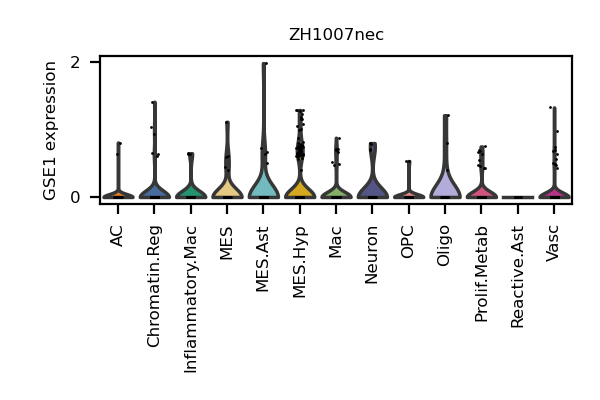 ZH1007nec
GSE1 expression
2
0
AC
Chromatin.Reg
Inflammatory.Mac
MES
MES.Ast
MES.Hyp
Mac
Neuron
OPC
Oligo
Prolif.Metab
Reactive.Ast
Vasc